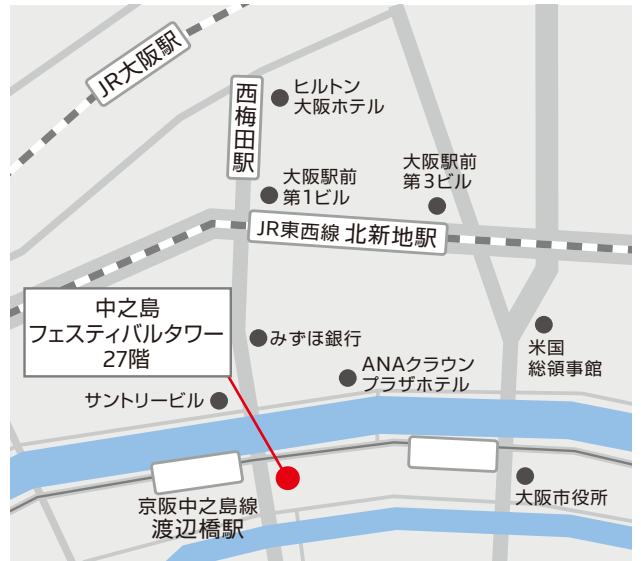 JR大阪駅
ヒルトン
大阪ホテル
西梅田駅
大阪駅前
第1ビル
大阪駅前
第3ビル
JR東西線 北新地駅
中之島
フェスティバルタワー
27階
みずほ銀行
米国
総領事館
ANAクラウン
プラザホテル
サントリービル
京阪中之島線
渡辺橋駅
大阪市役所